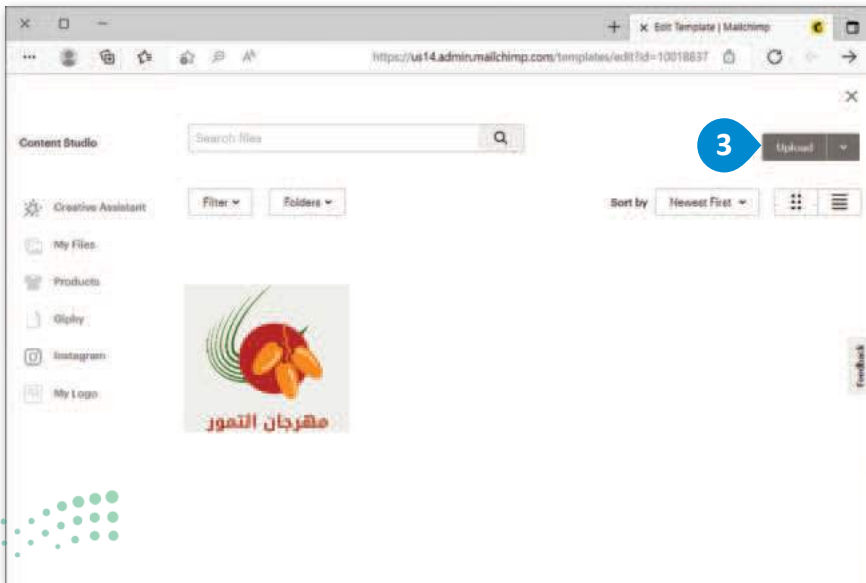 Edit Template | Mailchimp
https://us14.admin.mailchimp.com/templates/edit?id=10018837
Content Studio
Search files
3
Upload
Creative Assistant
Filter
Folders
Sort by
Newest First
My Files
Products
Giphy
Instagram
My Logo
مهرجان التمور
Feedback